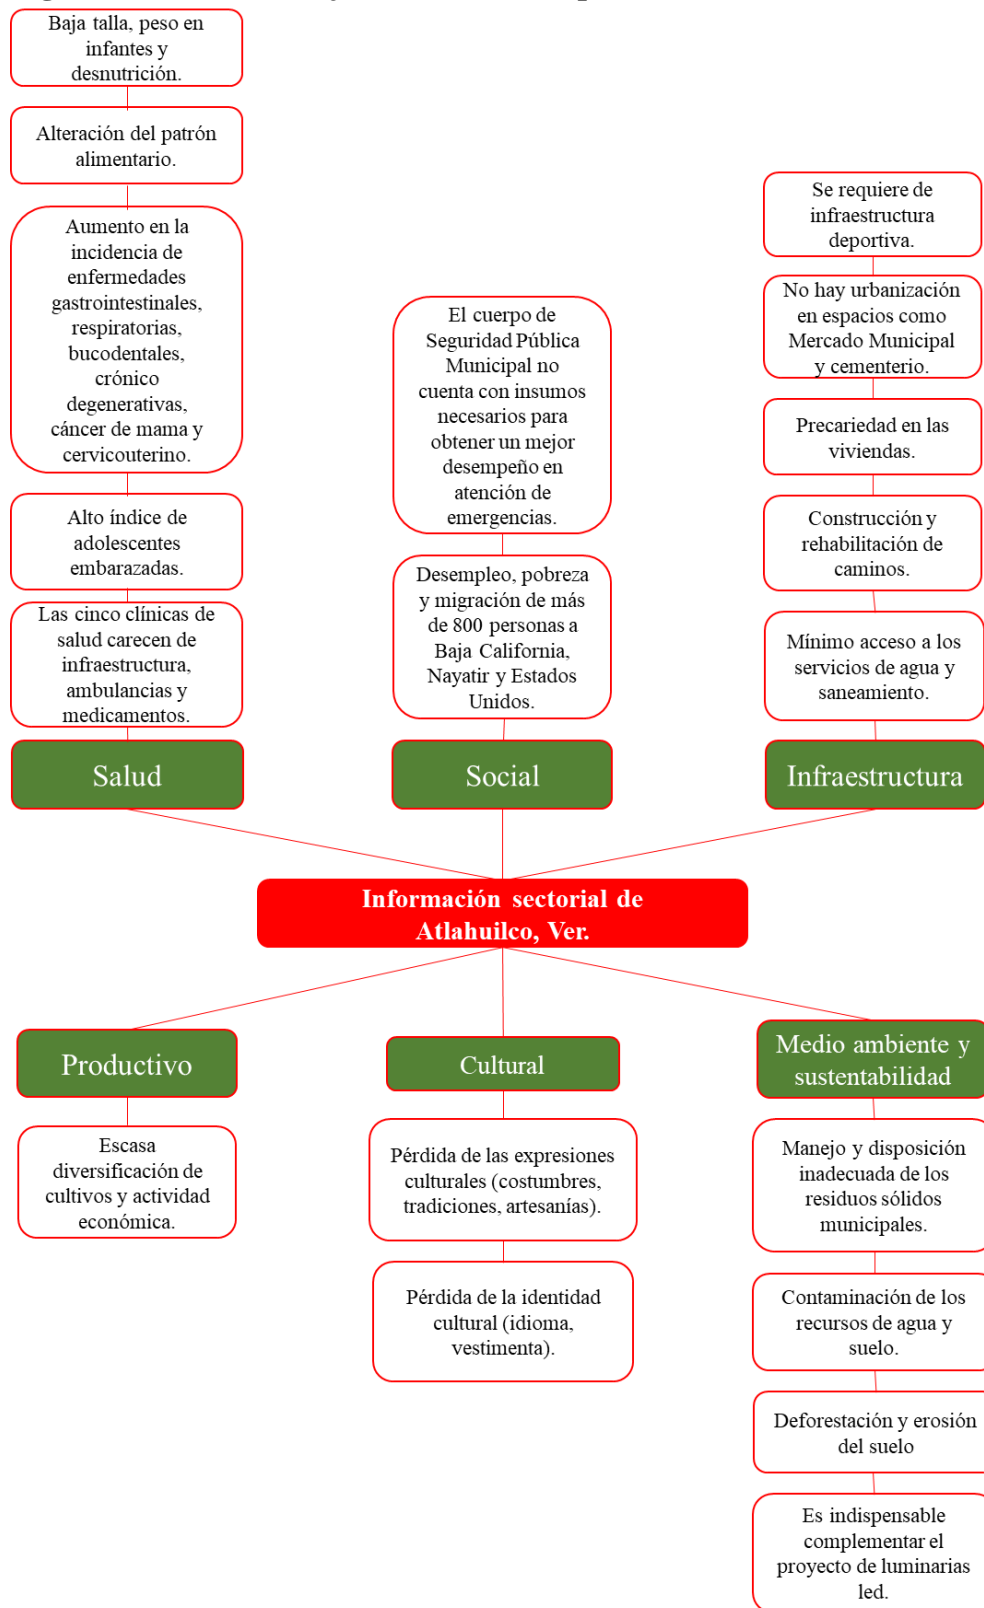 Baja talla, peso en
infantes y
desnutrición.
Alteración del patrón
alimentario.
Aumento en la
incidencia de
enfermedades
gastrointestinales,
respiratorias,
bucodentales,
crónico
degenerativas,
cáncer de mama y
cervicouterino.
Alto índice de
adolescentes
embarazadas.
Las cinco clínicas de
salud carecen de
infraestructura,
ambulancias y
medicamentos.
Salud
El cuerpo de
Seguridad Pública
Municipal no
cuenta con insumos
necesarios para
obtener un mejor
desempeño en
atención de
emergencias.
Desempleo, pobreza
y migración de más
de 800 personas a
Baja California,
Nayatir y Estados
Unidos.
Social
Se requiere de
infraestructura
deportiva.
No hay urbanización
en espacios como
Mercado Municipal
y cementerio.
Precariedad en las
viviendas.
Construcción y
rehabilitación de
caminos.
Mínimo acceso a los
servicios de agua y
saneamiento.
Infraestructura
Información sectorial de
Atlahuilco, Ver.
Productivo
Escasa
diversificación de
cultivos y actividad
económica.
Cultural
Pérdida de las expresiones
culturales (costumbres,
tradiciones, artesanías).
Pérdida de la identidad
cultural (idioma,
vestimenta).
Medio ambiente y
sustentabilidad
Manejo y disposición
inadecuada de los
residuos sólidos
municipales.
Contaminación de los
recursos de agua y
suelo.
Deforestación y erosión
del suelo
Es indispensable
complementar el
proyecto de luminarias
led.